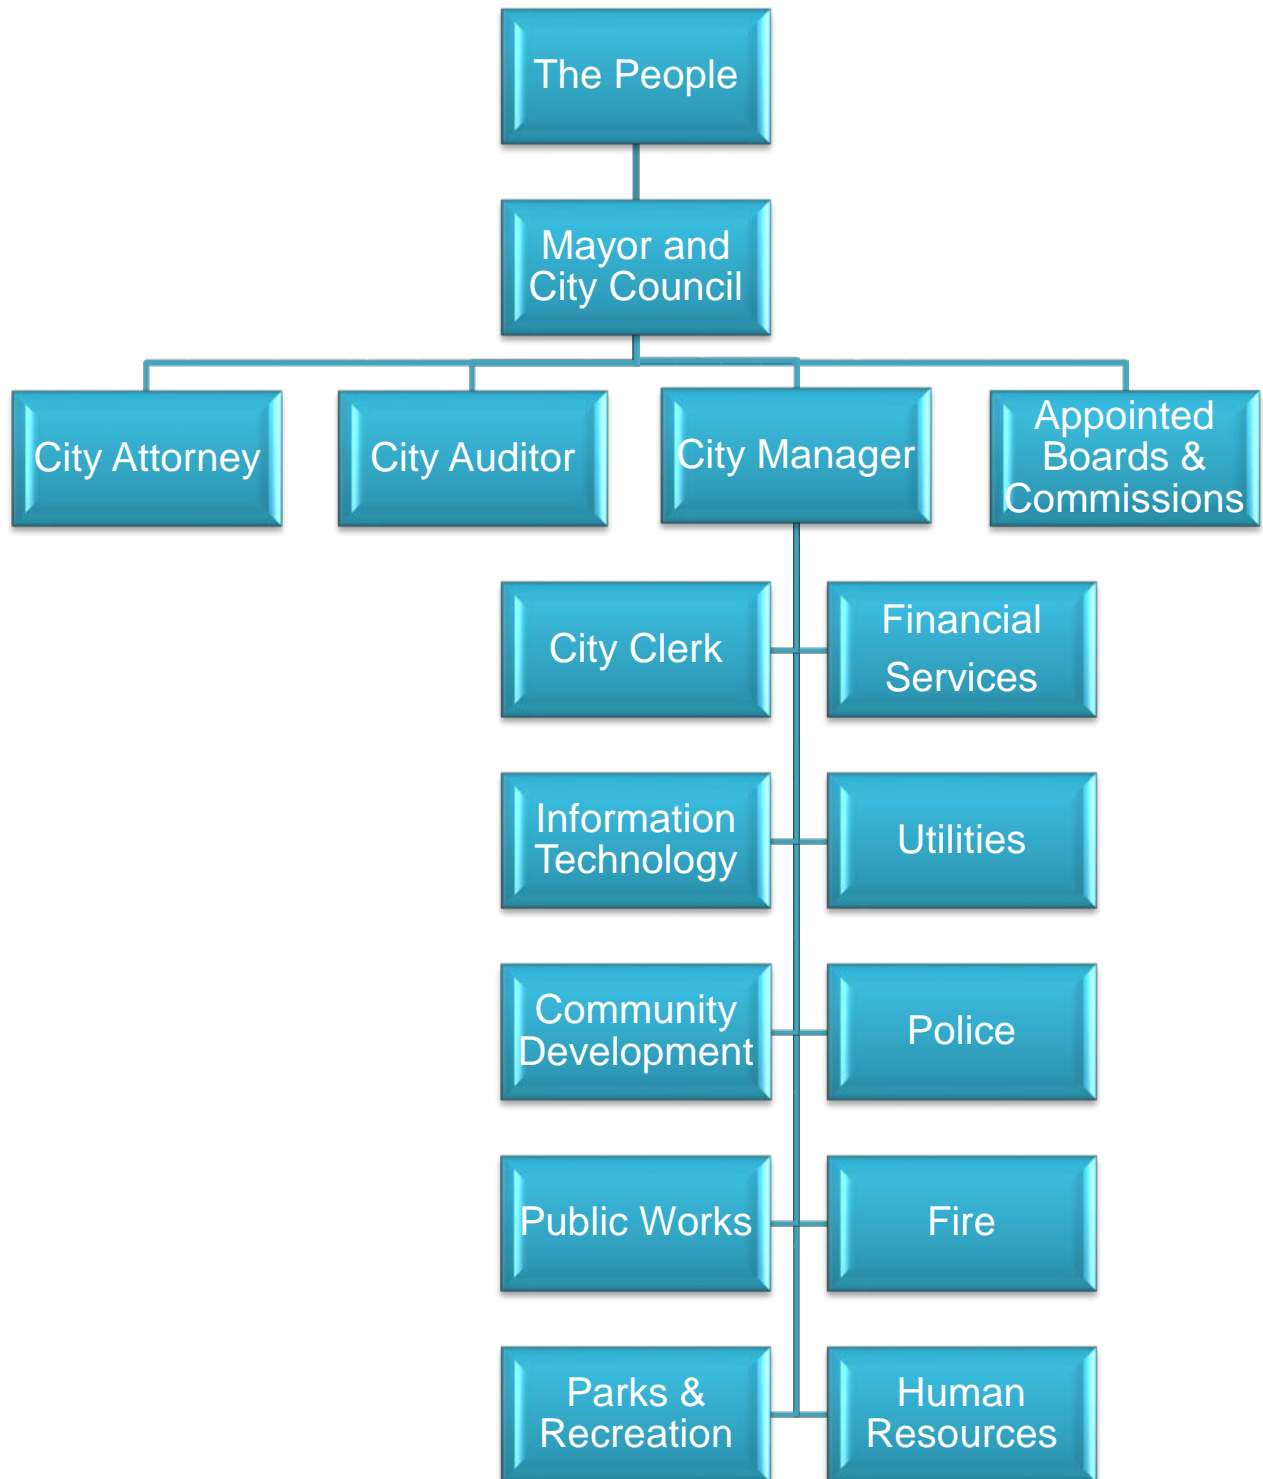 The People
Mayor and
City Council
City Attorney
City Auditor
City Manager
Appointed
Boards &
Commissions
City Clerk
Financial
Services
Information
Technology
Utilities
Community
Development
Police
Public Works
Fire
Parks &
Recreation
Human
Resources